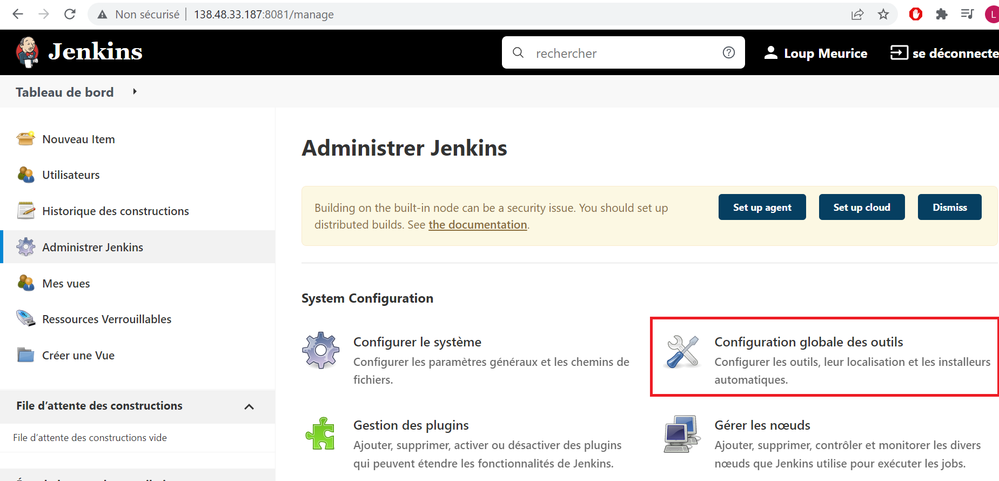 Non sécurisé | 138.48.33.187:8081/manage
L
Jenkins
rechercher
Loup Meurice
se déconnecte
Tableau de bord
Nouveau Item
Utilisateurs
Historique des constructions
Administrer Jenkins
Mes vues
Ressources Verrouillables
Créer une Vue
File d’attente des constructions
File d’attente des constructions vide
Administrer Jenkins
Building on the built-in node can be a security issue. You should set up
distributed builds. See the documentation.
Set up agent
Set up cloud
Dismiss
System Configuration
Configurer le système
Configurer les paramètres généraux et les chemins de
fichiers.
Configuration globale des outils
Configurer les outils, leur localisation et les installeurs
automatiques.
Gestion des plugins
Ajouter, supprimer, activer ou désactiver des plugins
qui peuvent étendre les fonctionnalités de Jenkins.
Gérer les nœuds
Ajouter, supprimer, contrôler et monitorer les divers
nœuds que Jenkins utilise pour exécuter les jobs.